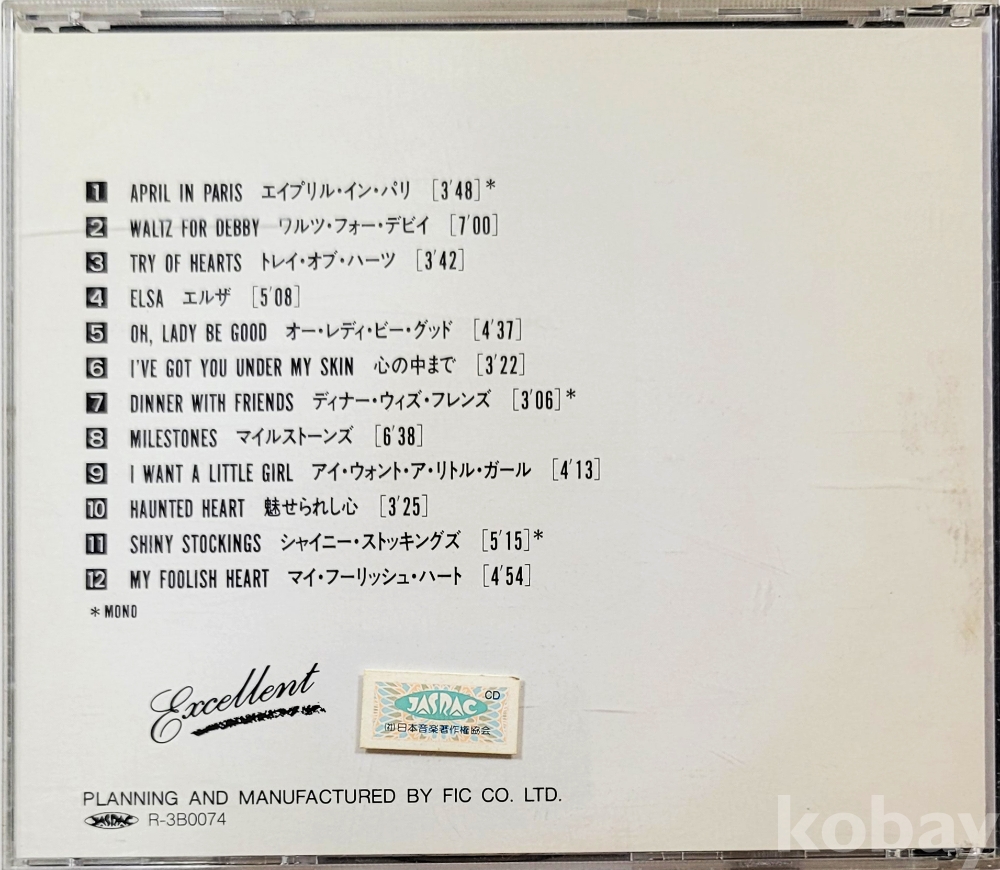 1 APRIL IN PARIS エイプリル・イン・パリ [3'48]*
2 WALTZ FOR DEBBY ワルツ・フォー・デビイ [7'00]
3 TRY OF HEARTS トレイ・オブ・ハーツ [3'42]
4 ELSA エルザ [5'08]
5 OH, LADY BE GOOD オー・レディ・ビー・グッド [4'37]
6 I'VE GOT YOU UNDER MY SKIN 心の中まで [3'22]
7 DINNER WITH FRIENDS ディナー・ウィズ・フレンズ [3'06]*
8 MILESTONES マイルストーンズ [6'38]
9 I WANT A LITTLE GIRL アイ・ウォント・ア・リトル・ガール [4'13]
10 HAUNTED HEART 魅せられし心 [3'25]
11 SHINY STOCKINGS シャイニー・ストッキングズ [5'15]*
12 MY FOOLISH HEART マイ・フーリッシュ・ハート [4'54]
* MONO
Excellent
JASRAC CD
㈳日本音楽著作権協会
PLANNING AND MANUFACTURED BY FIC CO. LTD.
JASRAC R-3B0074
kobay